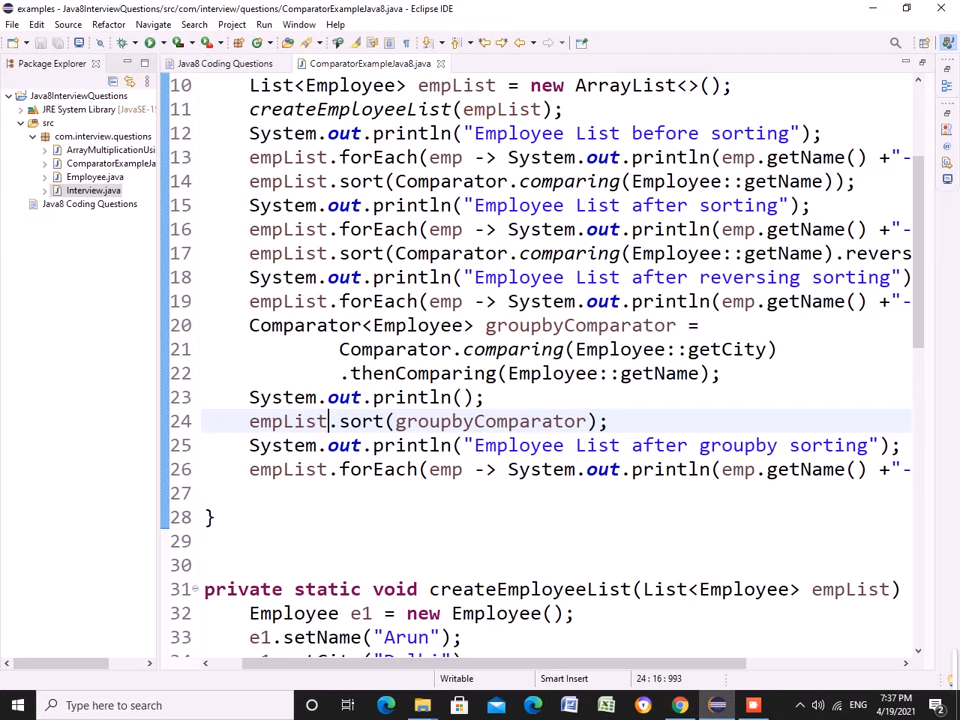 examples - Java8InterviewQuestions/src/com/interview/questions/ComparatorExampleJava8.java - Eclipse IDE
File Edit Source Refactor Navigate Search Project Run Window Help
Package Explorer
Java8 Coding Questions
ComparatorExampleJava8.java
Java8InterviewQuestions
JRE System Library [JavaSE-1
src
com.interview.questions
ArrayMultiplicationUsi
ComparatorExampleJa
Employee.java
Interview.java
Java8 Coding Questions
10 List<Employee> empList = new ArrayList<>();
11 createEmployeeList(empList);
12 System.out.println("Employee List before sorting");
13 empList.forEach(emp -> System.out.println(emp.getName() +"-
14 empList.sort(Comparator.comparing(Employee::getName));
15 System.out.println("Employee List after sorting");
16 empList.forEach(emp -> System.out.println(emp.getName() +"-
17 empList.sort(Comparator.comparing(Employee::getName).revers
18 System.out.println("Employee List after reversing sorting")
19 empList.forEach(emp -> System.out.println(emp.getName() +"-
20 Comparator<Employee> groupbyComparator =
21 Comparator.comparing(Employee::getCity)
22 .thenComparing(Employee::getName);
23 System.out.println();
24 empList.sort(groupbyComparator);
25 System.out.println("Employee List after groupby sorting");
26 empList.forEach(emp -> System.out.println(emp.getName() +"-
27
28 }
29
30
31 private static void createEmployeeList(List<Employee> empList)
32 Employee e1 = new Employee();
33 e1.setName("Arun");
Writable Smart Insert 24 : 16 : 993
Type here to search
ENG
7:37 PM
4/19/2021
2